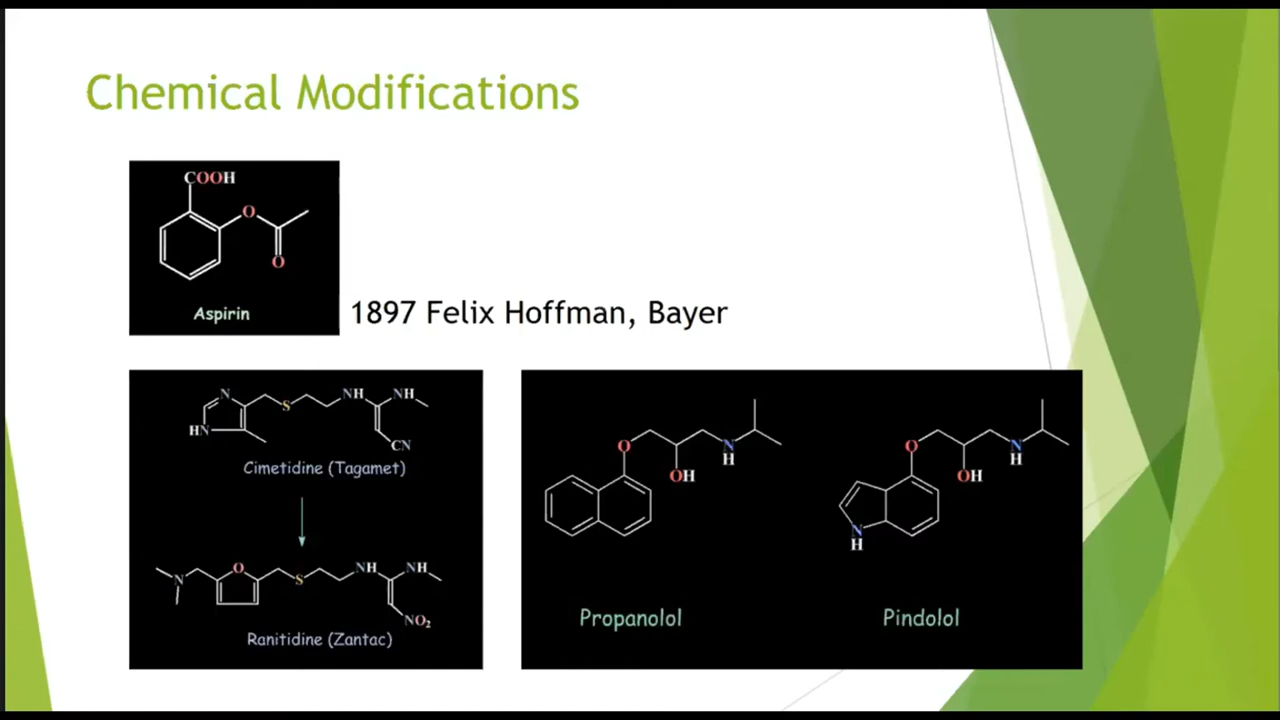 Chemical Modifications
COOH
O
O
Aspirin
1897 Felix Hoffman, Bayer
N
HN
S
NH
NH
CN
Cimetidine (Tagamet)
N
O
S
NH
NH
NO₂
Ranitidine (Zantac)
O
OH
N
H
Propanolol
O
OH
N
H
N
H
Pindolol